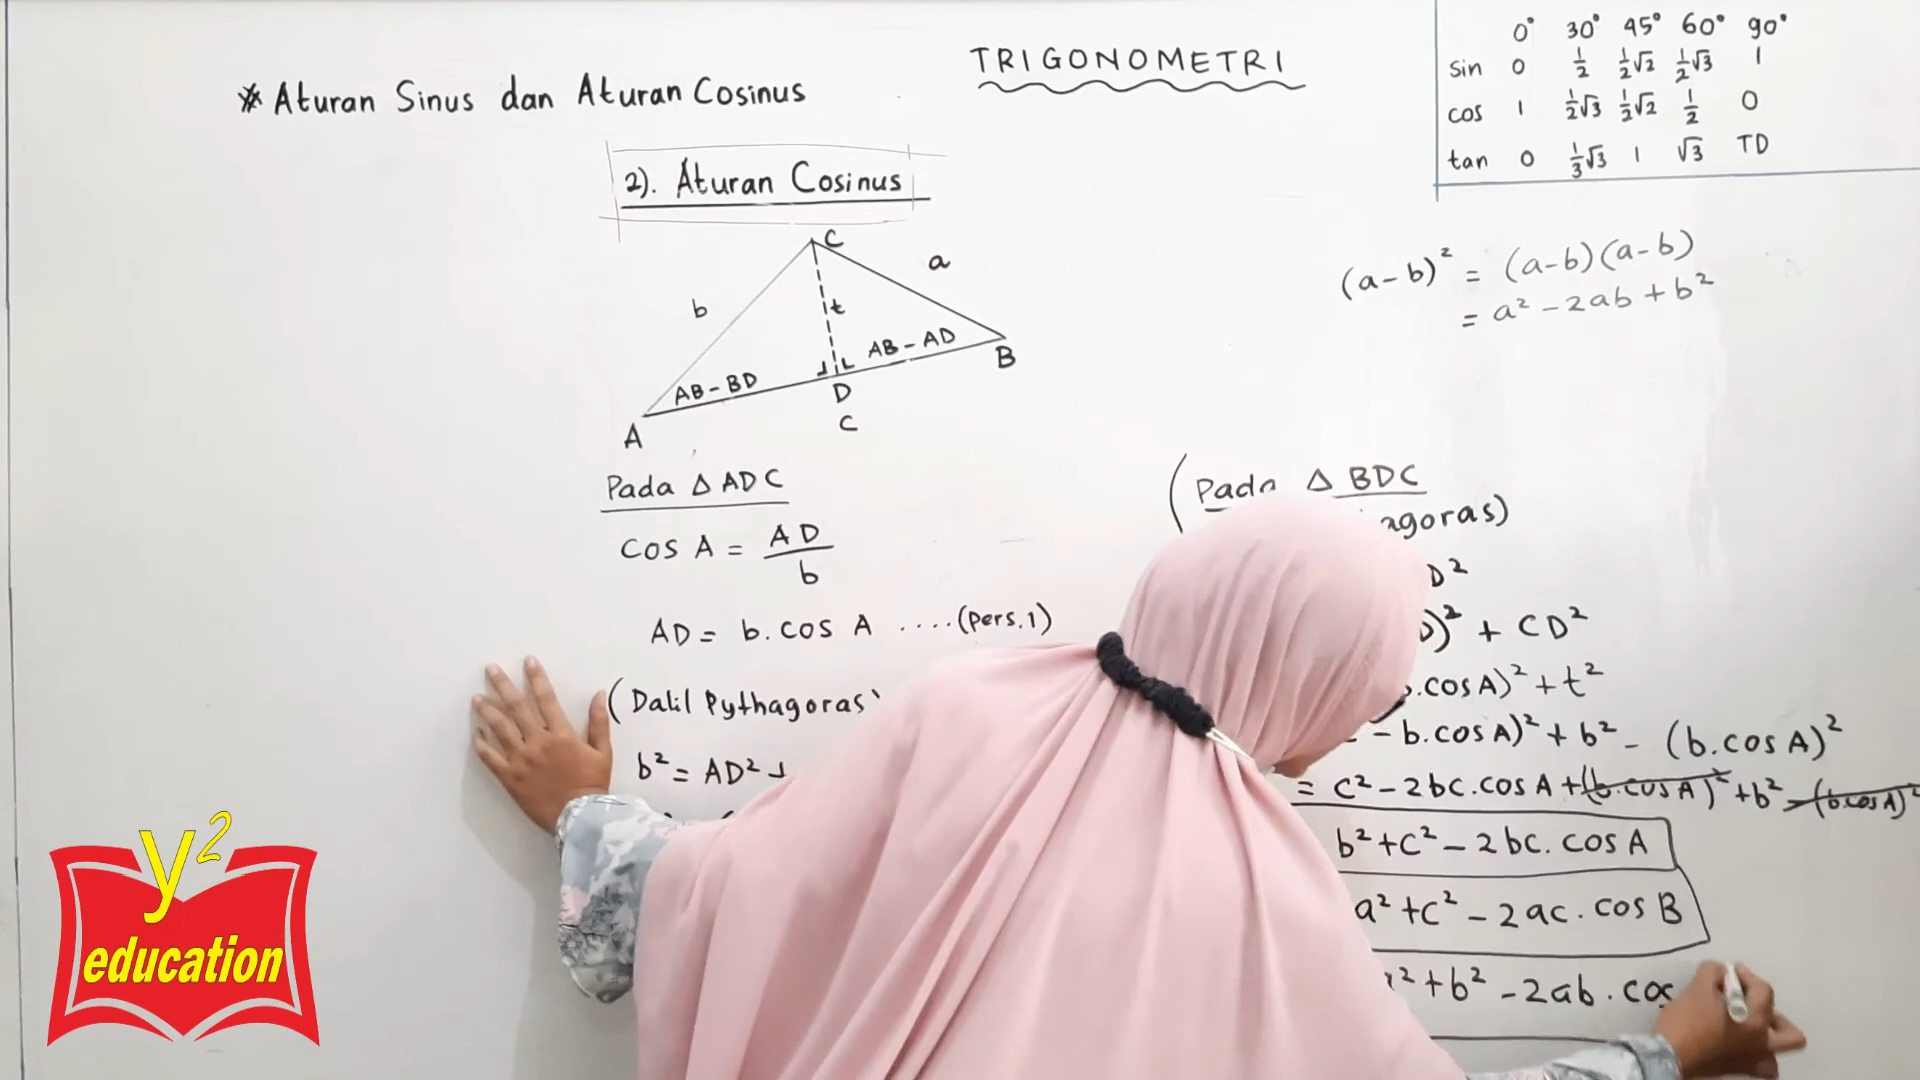 TRIGONOMETRI
* Aturan Sinus dan Aturan Cosinus
0° 30° 45° 60° 90°
sin 0 1/2 1/2√2 1/2√3 1
cos 1 1/2√3 1/2√2 1/2 0
tan 0 1/3√3 1 √3 TD
2). Aturan Cosinus
(a-b)² = (a-b)(a-b)
= a² - 2ab + b²
C
a
b
t
AB - AD
B
AB - BD
D
C
A
Pada Δ ADC
cos A = AD/b
AD = b. cos A ....(pers.1)
(Dalil Pythagoras
b² = AD² +
(Pada Δ BDC
agoras)
D²
)² + CD²
.cos A)² + t²
- b.cos A)² + b² - (b.cos A)²
= c² - 2bc.cos A + (b.cos A)² + b² - (b.cos A)²
b² + c² - 2bc. cos A
a² + c² - 2ac. cos B
² + b² - 2ab . cos
y²
education